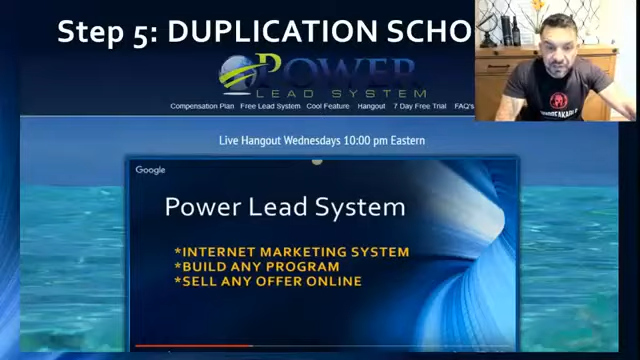 Step 5: DUPLICATION SCHO
POWER
LEAD SYSTEM
Compensation Plan Free Lead System Cool Feature Hangout 7 Day Free Trial FAQ's
Live Hangout Wednesdays 10:00 pm Eastern
Google
Power Lead System
*INTERNET MARKETING SYSTEM
*BUILD ANY PROGRAM
*SELL ANY OFFER ONLINE